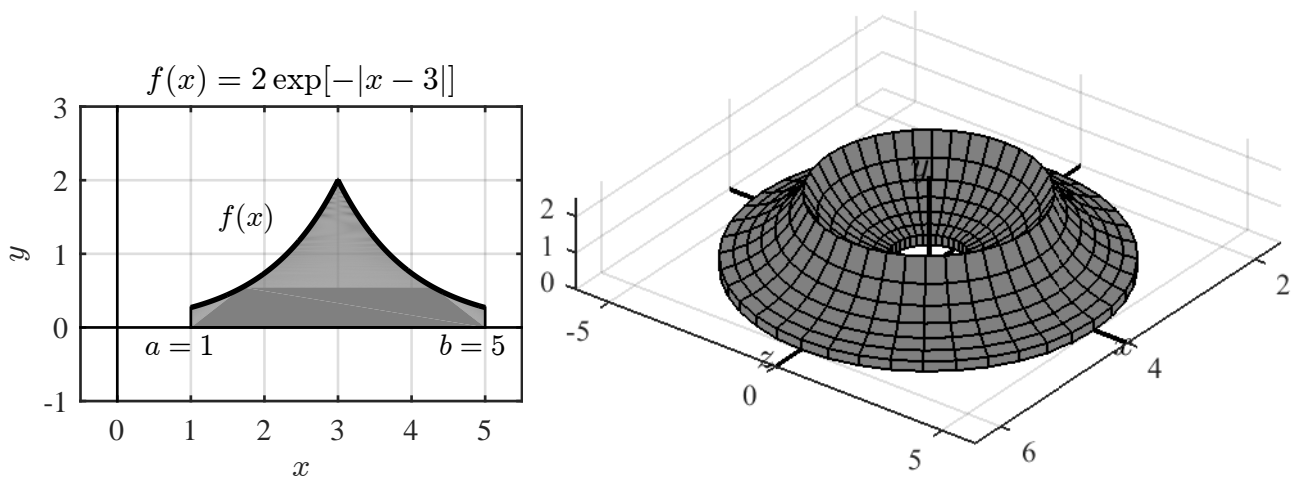 f(x) = 2 exp[−|x − 3|]
3
2
1
0
-1
y
f(x)
a = 1
b = 5
0 1 2 3 4 5
x
2
1
0
y
-5
0
5
z
x
2
4
6